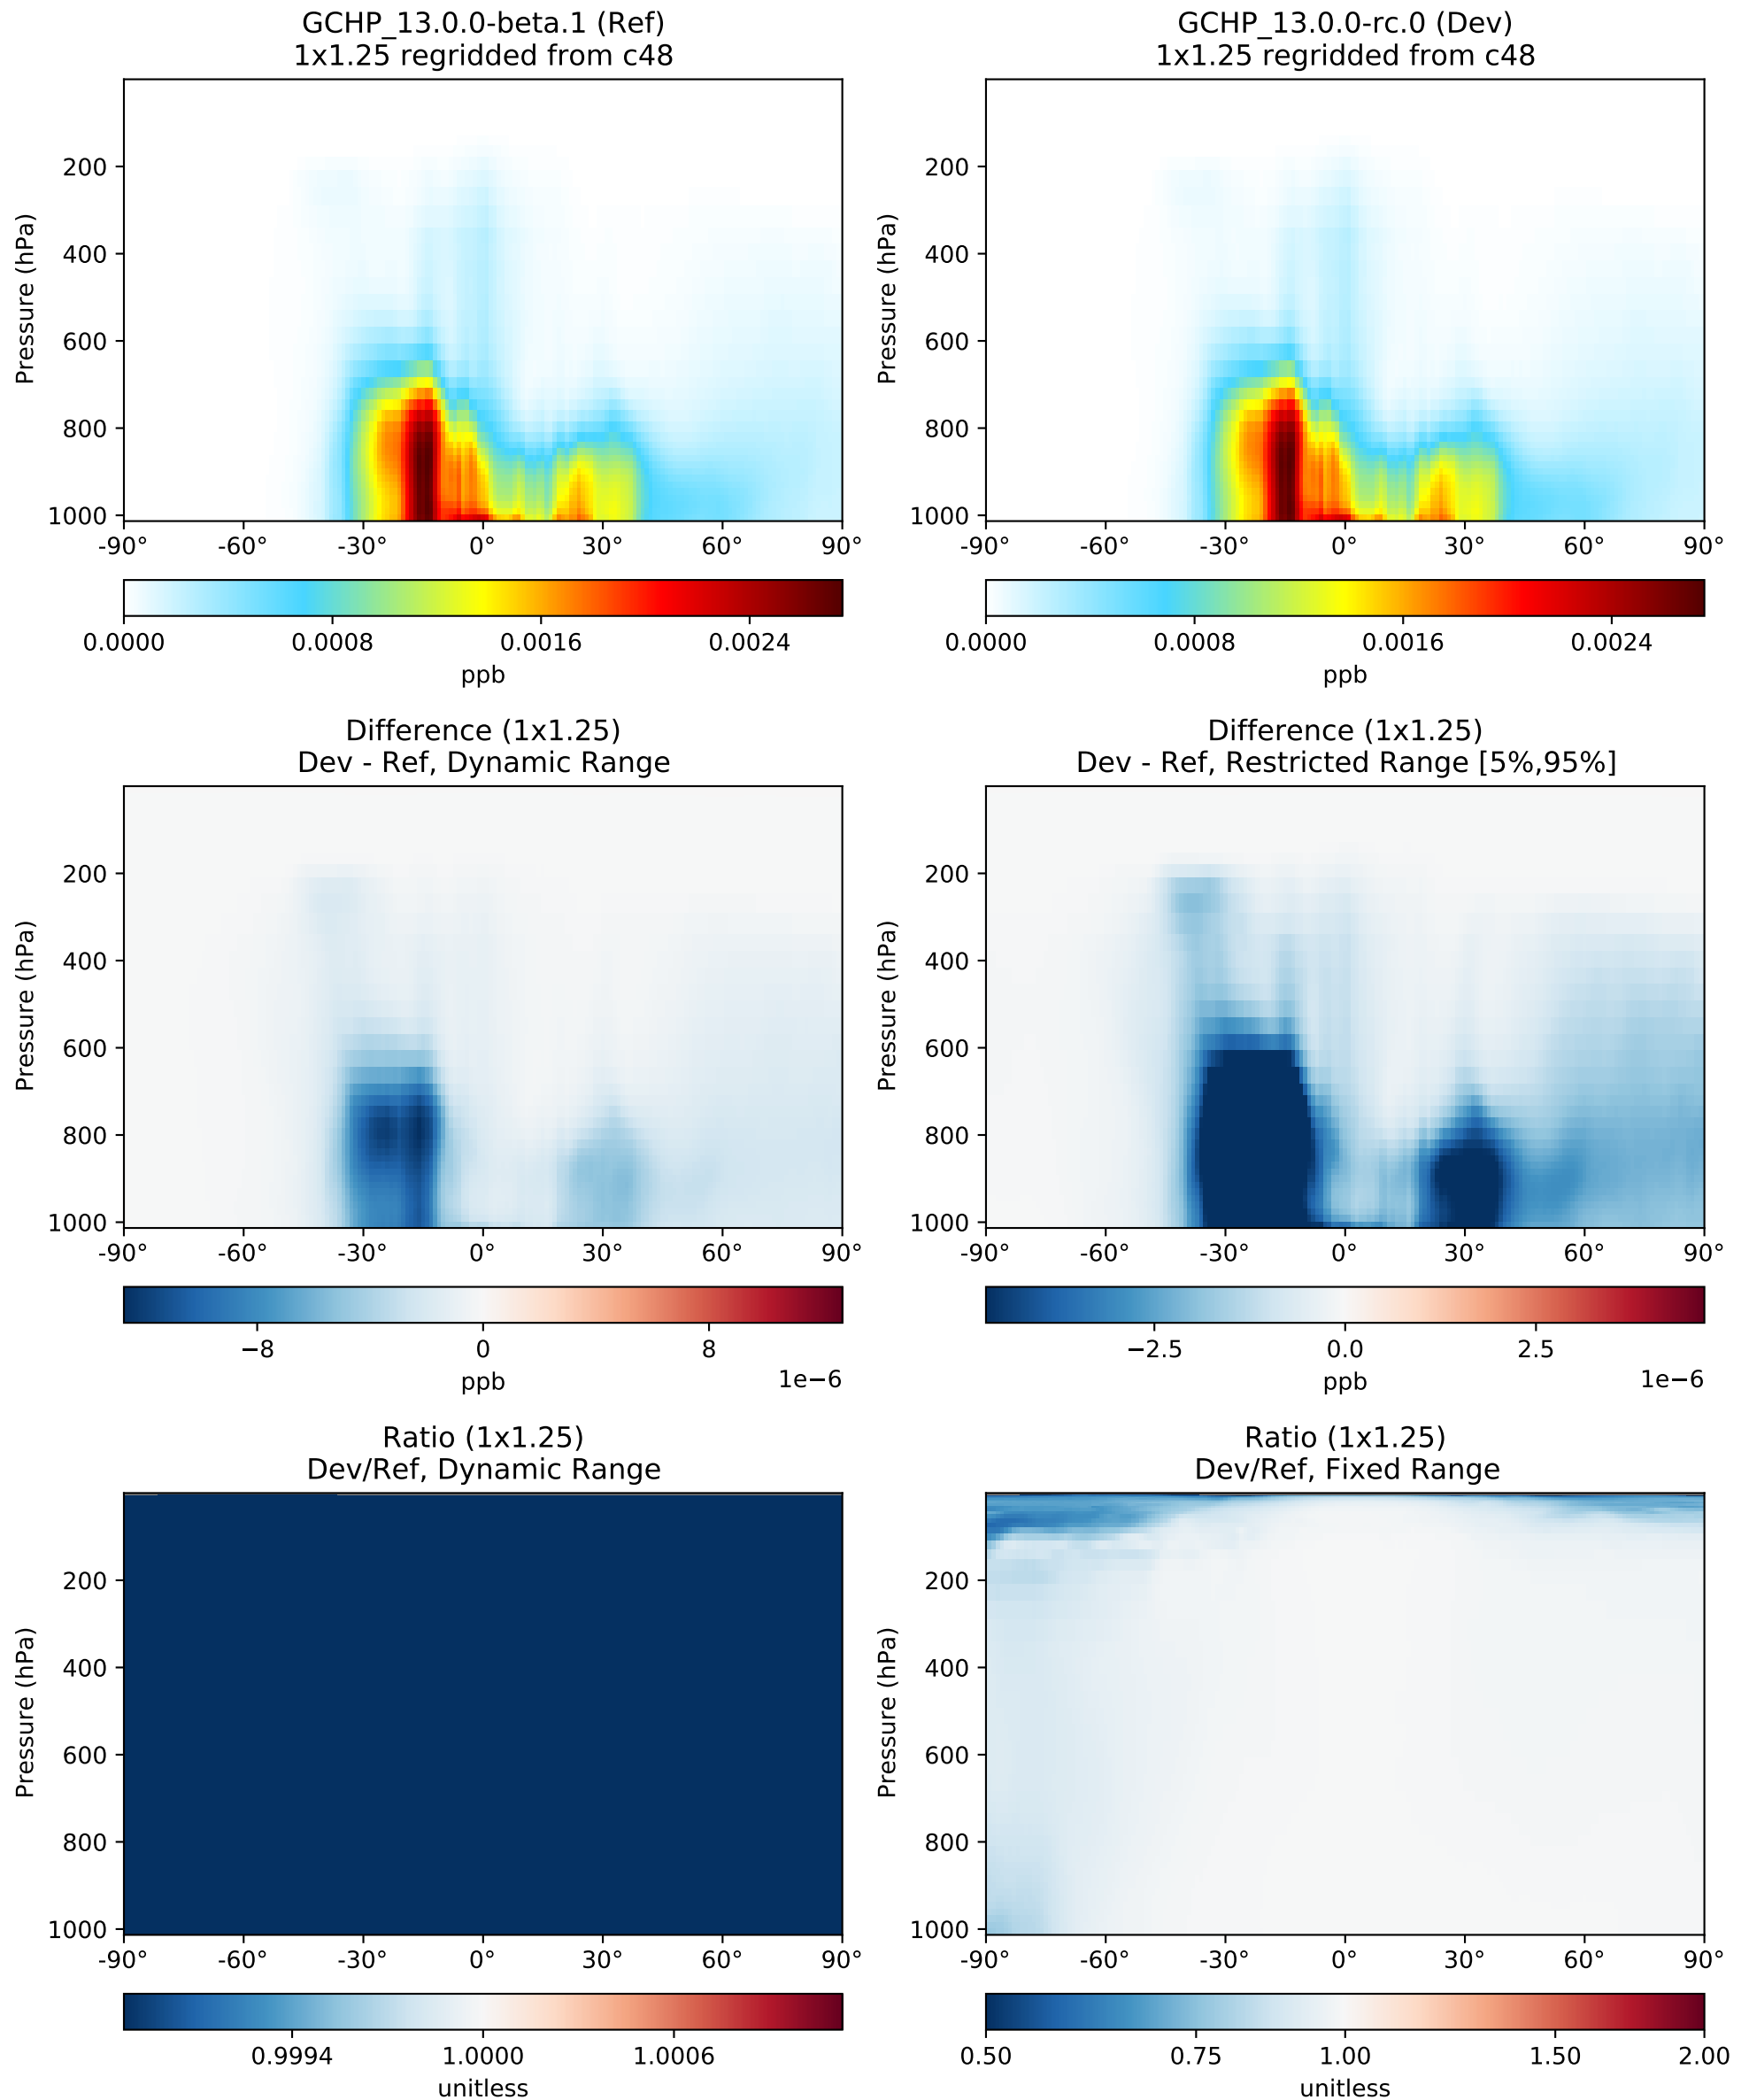 GCHP_13.0.0-beta.1 (Ref)
1x1.25 regridded from c48
Pressure (hPa)
200
400
600
800
1000
-90° -60° -30° 0° 30° 60° 90°
0.0000 0.0008 0.0016 0.0024
ppb
GCHP_13.0.0-rc.0 (Dev)
1x1.25 regridded from c48
Pressure (hPa)
200
400
600
800
1000
-90° -60° -30° 0° 30° 60° 90°
0.0000 0.0008 0.0016 0.0024
ppb
Difference (1x1.25)
Dev - Ref, Dynamic Range
Pressure (hPa)
200
400
600
800
1000
-90° -60° -30° 0° 30° 60° 90°
−8 0 8
ppb 1e−6
Difference (1x1.25)
Dev - Ref, Restricted Range [5%,95%]
Pressure (hPa)
200
400
600
800
1000
-90° -60° -30° 0° 30° 60° 90°
−2.5 0.0 2.5
ppb 1e−6
Ratio (1x1.25)
Dev/Ref, Dynamic Range
Pressure (hPa)
200
400
600
800
1000
-90° -60° -30° 0° 30° 60° 90°
0.9994 1.0000 1.0006
unitless
Ratio (1x1.25)
Dev/Ref, Fixed Range
Pressure (hPa)
200
400
600
800
1000
-90° -60° -30° 0° 30° 60° 90°
0.50 0.75 1.00 1.50 2.00
unitless